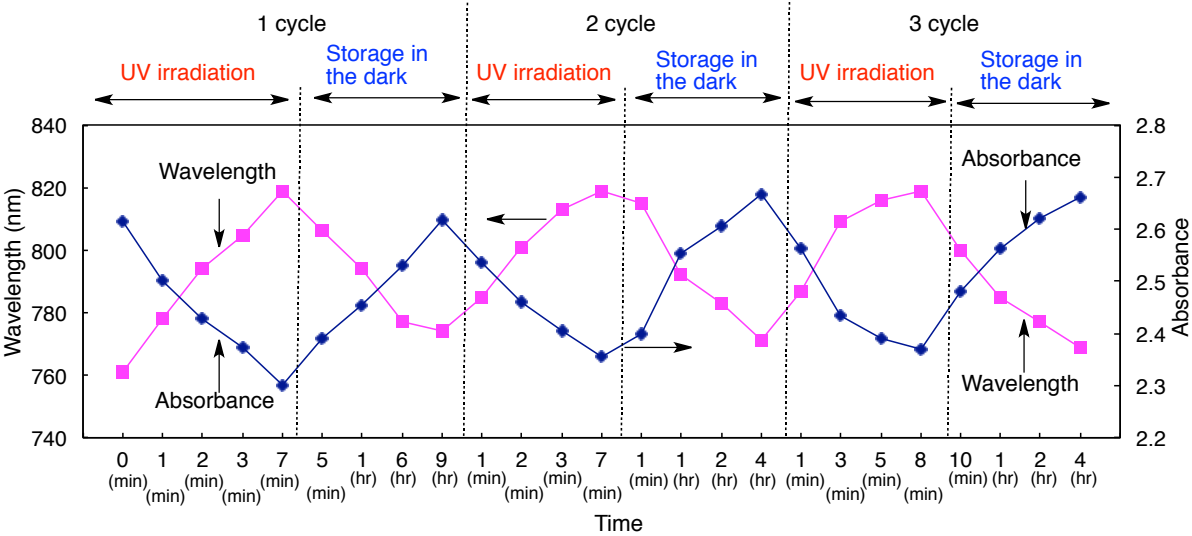 1 cycle
2 cycle
3 cycle
UV irradiation
Storage in
the dark
UV irradiation
Storage in
the dark
UV irradiation
Storage in
the dark
840
820
800
780
760
740
Wavelength (nm)
2.8
2.7
2.6
2.5
2.4
2.3
2.2
Absorbance
Wavelength
Absorbance
Absorbance
Wavelength
0 1 2 3 7 5 1 6 9 1 2 3 7 1 1 2 4 1 3 5 8 10 1 2 4
(min) (min) (min) (min) (min) (min) (hr) (hr) (hr) (min) (min) (min) (min) (min) (hr) (hr) (hr) (min) (min) (min) (min) (min) (hr) (hr) (hr)
Time